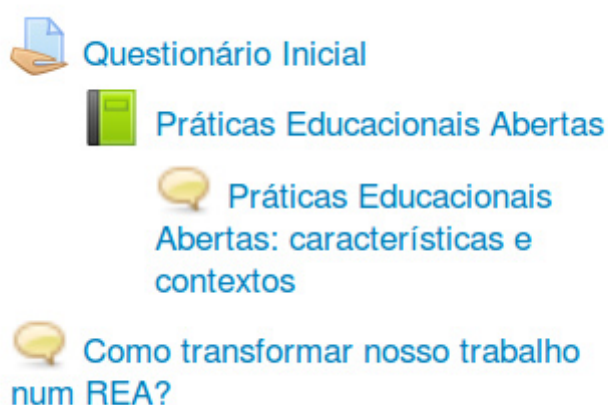 Questionário Inicial
Práticas Educacionais Abertas
Práticas Educacionais
Abertas: características e
contextos
Como transformar nosso trabalho
num REA?